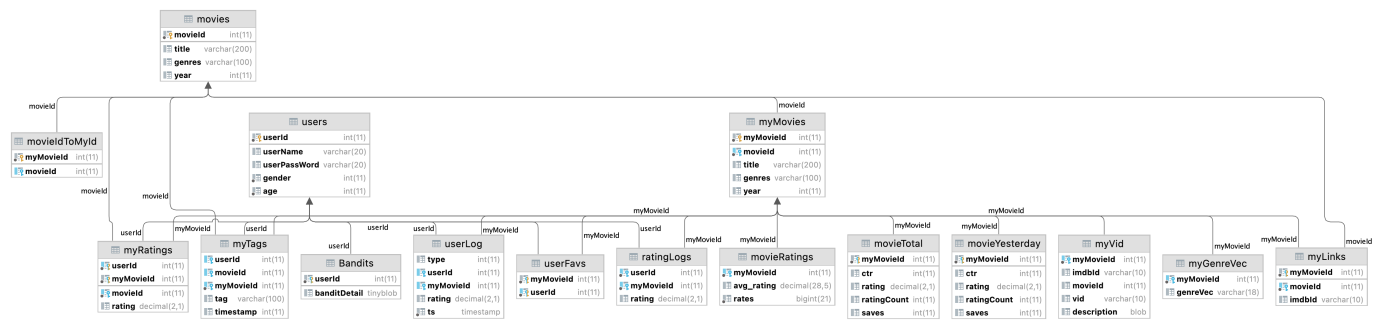 movies
movieId int(11)
title varchar(200)
genres varchar(100)
year int(11)
movieId
movieId
movieIdToMyId
myMovieId int(11)
movieId int(11)
users
userId int(11)
userName varchar(20)
userPassWord varchar(20)
gender int(11)
age int(11)
myMovies
myMovieId int(11)
movieId int(11)
title varchar(200)
genres varchar(100)
year int(11)
movieId
movieId
myMovieId
myMovieId
userId
myMovieId
userId
userId
userId
userId
myMovieId
myMovieId
userId
myMovieId
myMovieId
myMovieId
movieId
myRatings
userId int(11)
myMovieId int(11)
movieId int(11)
rating decimal(2,1)
myTags
userId int(11)
movieId int(11)
myMovieId int(11)
tag varchar(100)
timestamp int(11)
Bandits
userId int(11)
banditDetail tinyblob
userLog
type int(11)
userId int(11)
myMovieId int(11)
rating decimal(2,1)
ts timestamp
userFavs
myMovieId int(11)
userId int(11)
ratingLogs
userId int(11)
myMovieId int(11)
rating decimal(2,1)
movieRatings
myMovieId int(11)
avg_rating decimal(28,5)
rates bigint(21)
movieTotal
myMovieId int(11)
ctr int(11)
rating decimal(2,1)
ratingCount int(11)
saves int(11)
movieYesterday
myMovieId int(11)
ctr int(11)
rating decimal(2,1)
ratingCount int(11)
saves int(11)
myVid
myMovieId int(11)
imdbId varchar(10)
movieId int(11)
vid varchar(10)
description blob
myGenreVec
myMovieId int(11)
genreVec varchar(18)
myLinks
myMovieId int(11)
movieId int(11)
imdbId varchar(10)